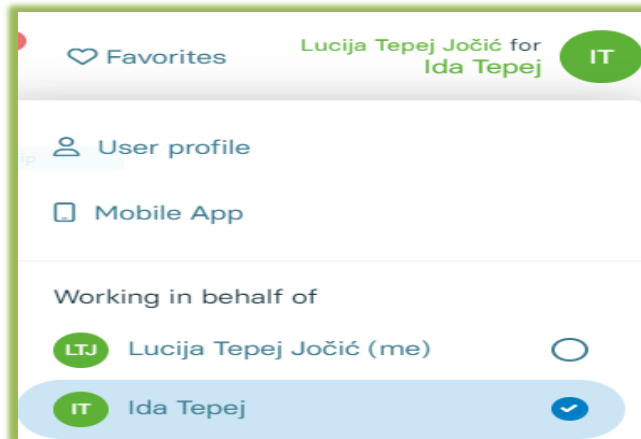 Favorites
Lucija Tepej Jočić for
Ida Tepej
IT
User profile
Mobile App
Working in behalf of
LTJ Lucija Tepej Jočić (me)
IT Ida Tepej